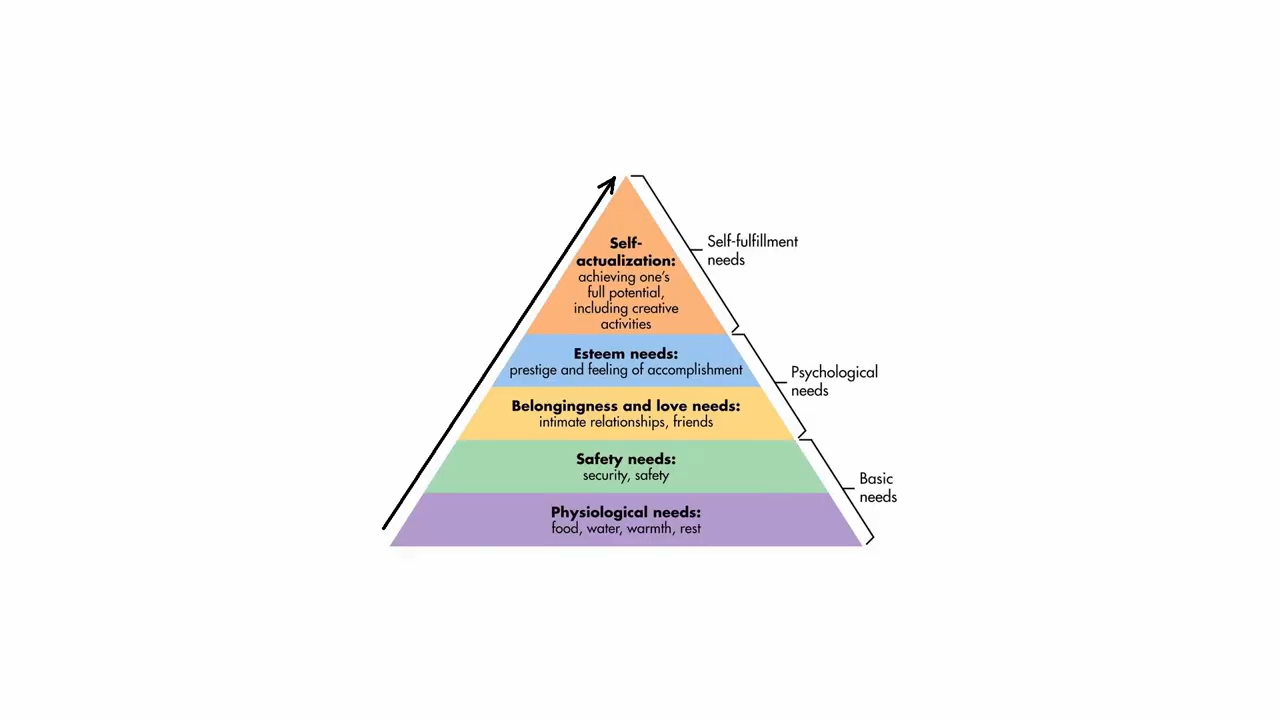 Self-
actualization:
achieving one's
full potential,
including creative
activities
Self-fulfillment
needs
Esteem needs:
prestige and feeling of accomplishment
Psychological
needs
Belongingness and love needs:
intimate relationships, friends
Safety needs:
security, safety
Basic
needs
Physiological needs:
food, water, warmth, rest